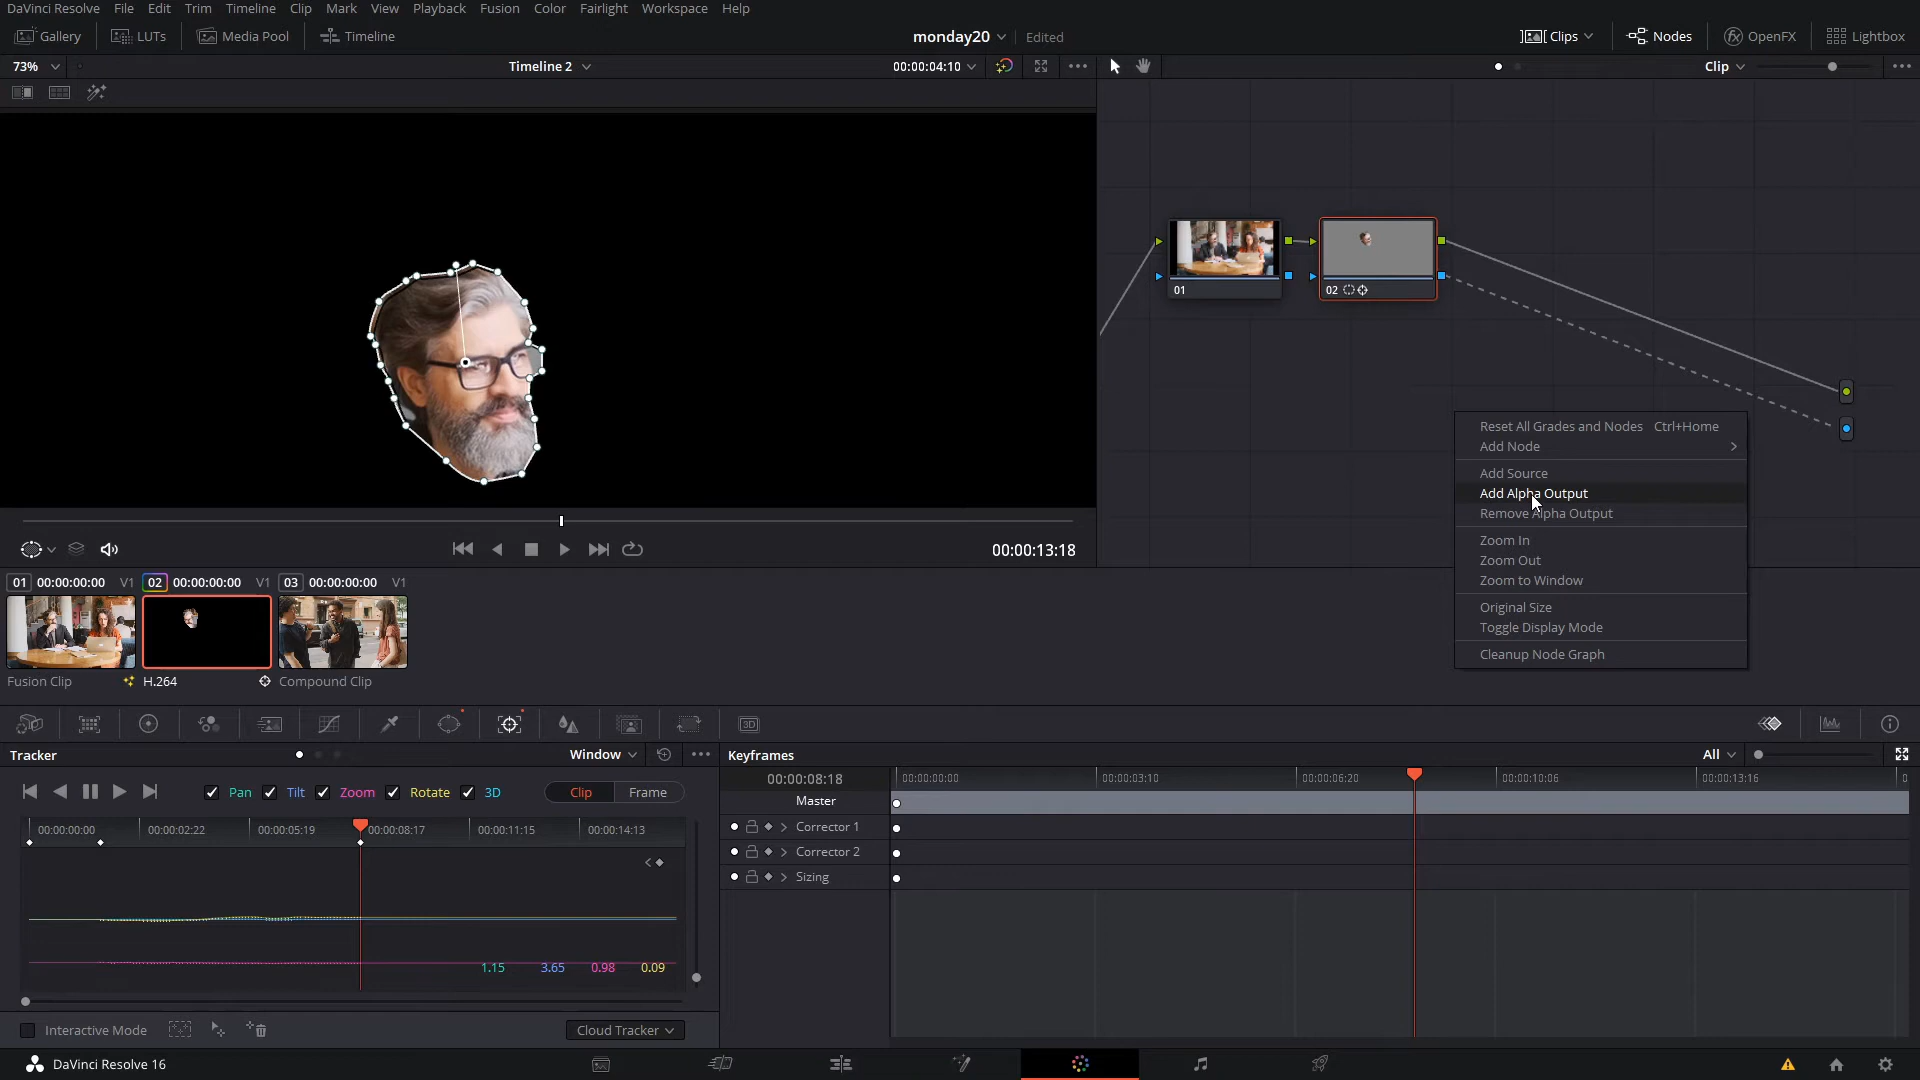 DaVinci Resolve File Edit Trim Timeline Clip Mark View Playback Fusion Color Fairlight Workspace Help
Gallery LUTs Media Pool Timeline monday20 Edited Clips Nodes OpenFX Lightbox
73% Timeline 2 00:00:04:10 Clip
01 02
Reset All Grades and Nodes Ctrl+Home
Add Node
Add Source
Add Alpha Output
Remove Alpha Output
Zoom In
Zoom Out
Zoom to Window
Original Size
Toggle Display Mode
Cleanup Node Graph
00:00:13:18
01 00:00:00:00 V1 02 00:00:00:00 V1 03 00:00:00:00 V1
Fusion Clip H.264 Compound Clip
3D
Tracker Window Keyframes All
Pan Tilt Zoom Rotate 3D Clip Frame
00:00:08:18 00:00:00:00 00:00:03:10 00:00:06:20 00:00:10:06 00:00:13:16 0
Master
00:00:00:00 00:00:02:22 00:00:05:19 00:00:08:17 00:00:11:15 00:00:14:13
Corrector 1
Corrector 2
Sizing
1.15 3.65 0.98 0.09
Interactive Mode Cloud Tracker
DaVinci Resolve 16